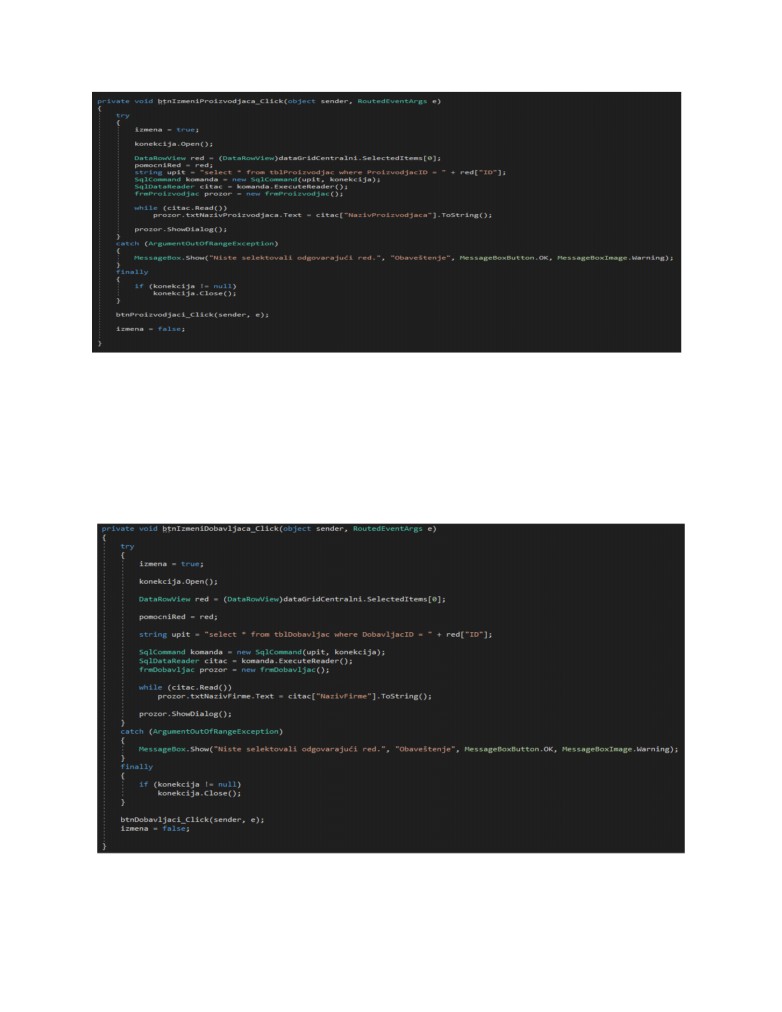 private void btnIzmeniProizvodjaca_Click(object sender, RoutedEventArgs e)
{
try
{
izmena = true;
konekcija.Open();
DataRowView red = (DataRowView)dataGridCentralni.SelectedItems[0];
pomocniRed = red;
string upit = "select * from tblProizvodjac where ProizvodjacID = " + red["ID"];
SqlCommand komanda = new SqlCommand(upit, konekcija);
SqlDataReader citac = komanda.ExecuteReader();
frmProizvodjac prozor = new frmProizvodjac();
while (citac.Read())
prozor.txtNazivProizvodjaca.Text = citac["NazivProizvodjaca"].ToString();
prozor.ShowDialog();
}
catch (ArgumentOutOfRangeException)
{
MessageBox.Show("Niste selektovali odgovarajući red.", "Obaveštenje", MessageBoxButton.OK, MessageBoxImage.Warning);
}
finally
{
if (konekcija != null)
konekcija.Close();
}
btnProizvodjaci_Click(sender, e);
izmena = false;
}
private void btnIzmeniDobavljaca_Click(object sender, RoutedEventArgs e)
{
try
{
izmena = true;
konekcija.Open();
DataRowView red = (DataRowView)dataGridCentralni.SelectedItems[0];
pomocniRed = red;
string upit = "select * from tblDobavljac where DobavljacID = " + red["ID"];
SqlCommand komanda = new SqlCommand(upit, konekcija);
SqlDataReader citac = komanda.ExecuteReader();
frmDobavljac prozor = new frmDobavljac();
while (citac.Read())
prozor.txtNazivFirme.Text = citac["NazivFirme"].ToString();
prozor.ShowDialog();
}
catch (ArgumentOutOfRangeException)
{
MessageBox.Show("Niste selektovali odgovarajući red.", "Obaveštenje", MessageBoxButton.OK, MessageBoxImage.Warning);
}
finally
{
if (konekcija != null)
konekcija.Close();
}
btnDobavljaci_Click(sender, e);
izmena = false;
}